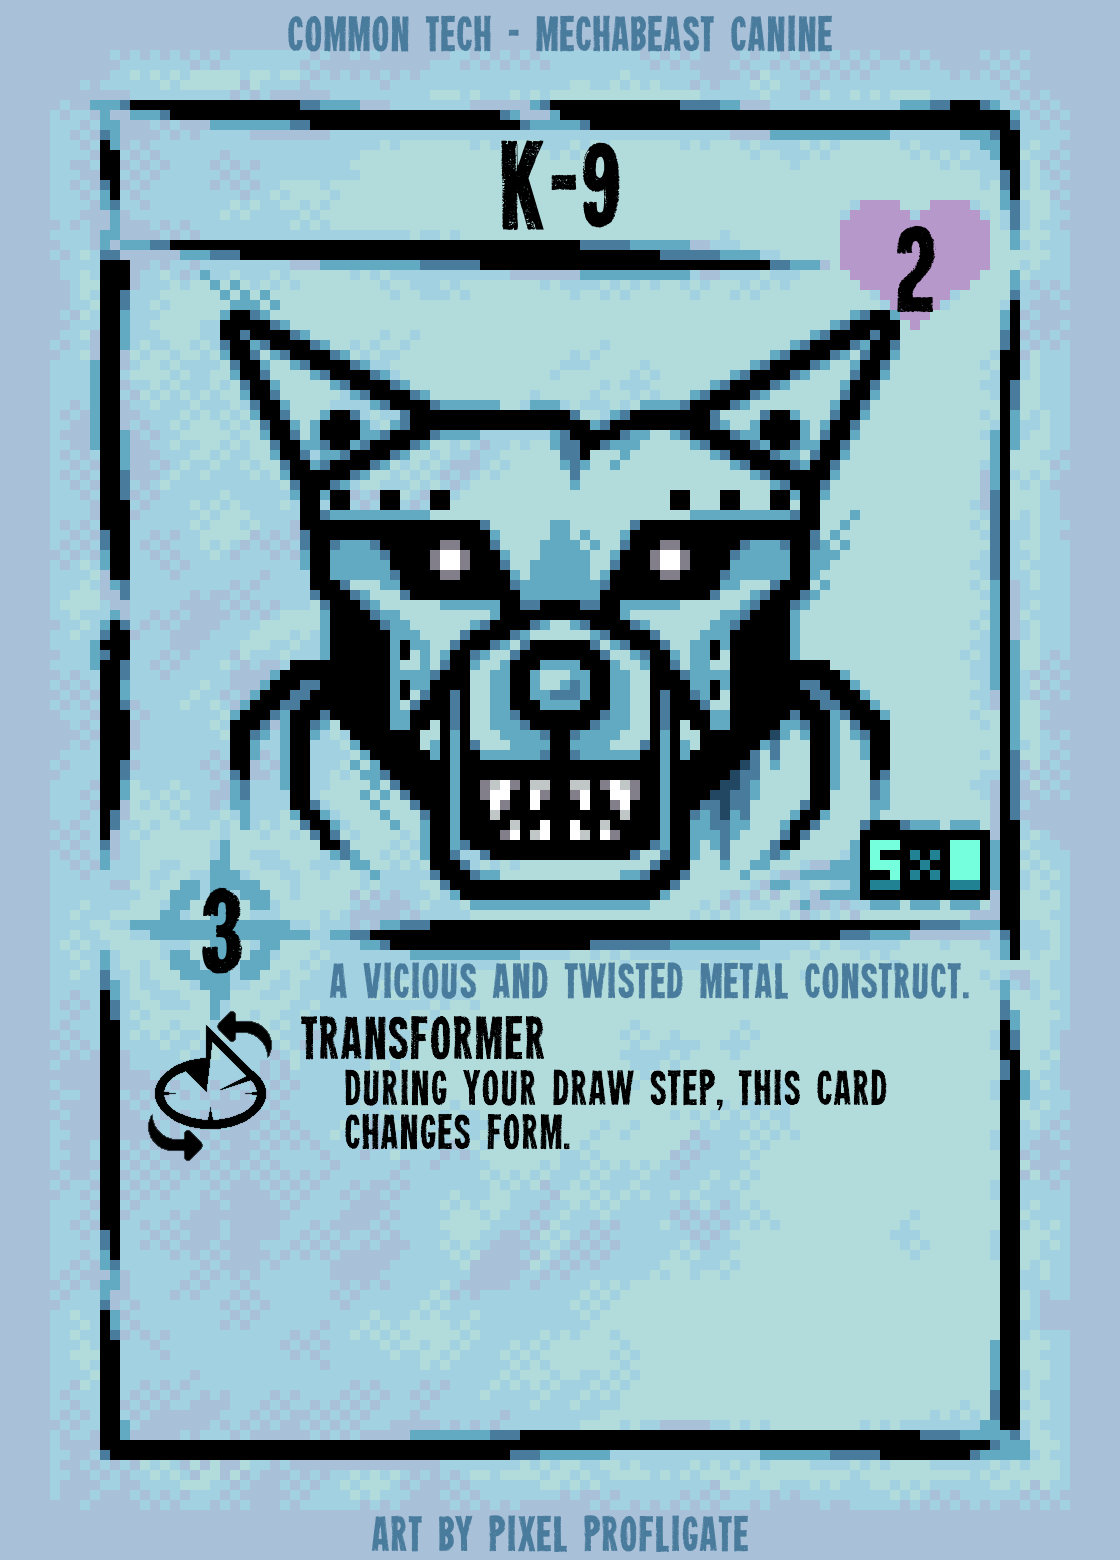 COMMON TECH - MECHABEAST CANINE
K-9
2
5×
3
A VICIOUS AND TWISTED METAL CONSTRUCT.
TRANSFORMER
DURING YOUR DRAW STEP, THIS CARD
CHANGES FORM.
ART BY PIXEL PROFLIGATE